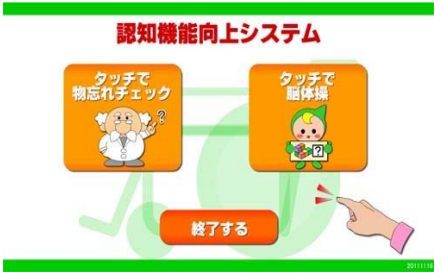 認知機能向上システム
タッチで
物忘れチェック
?
タッチで
脳体操
?
終了する
20111118